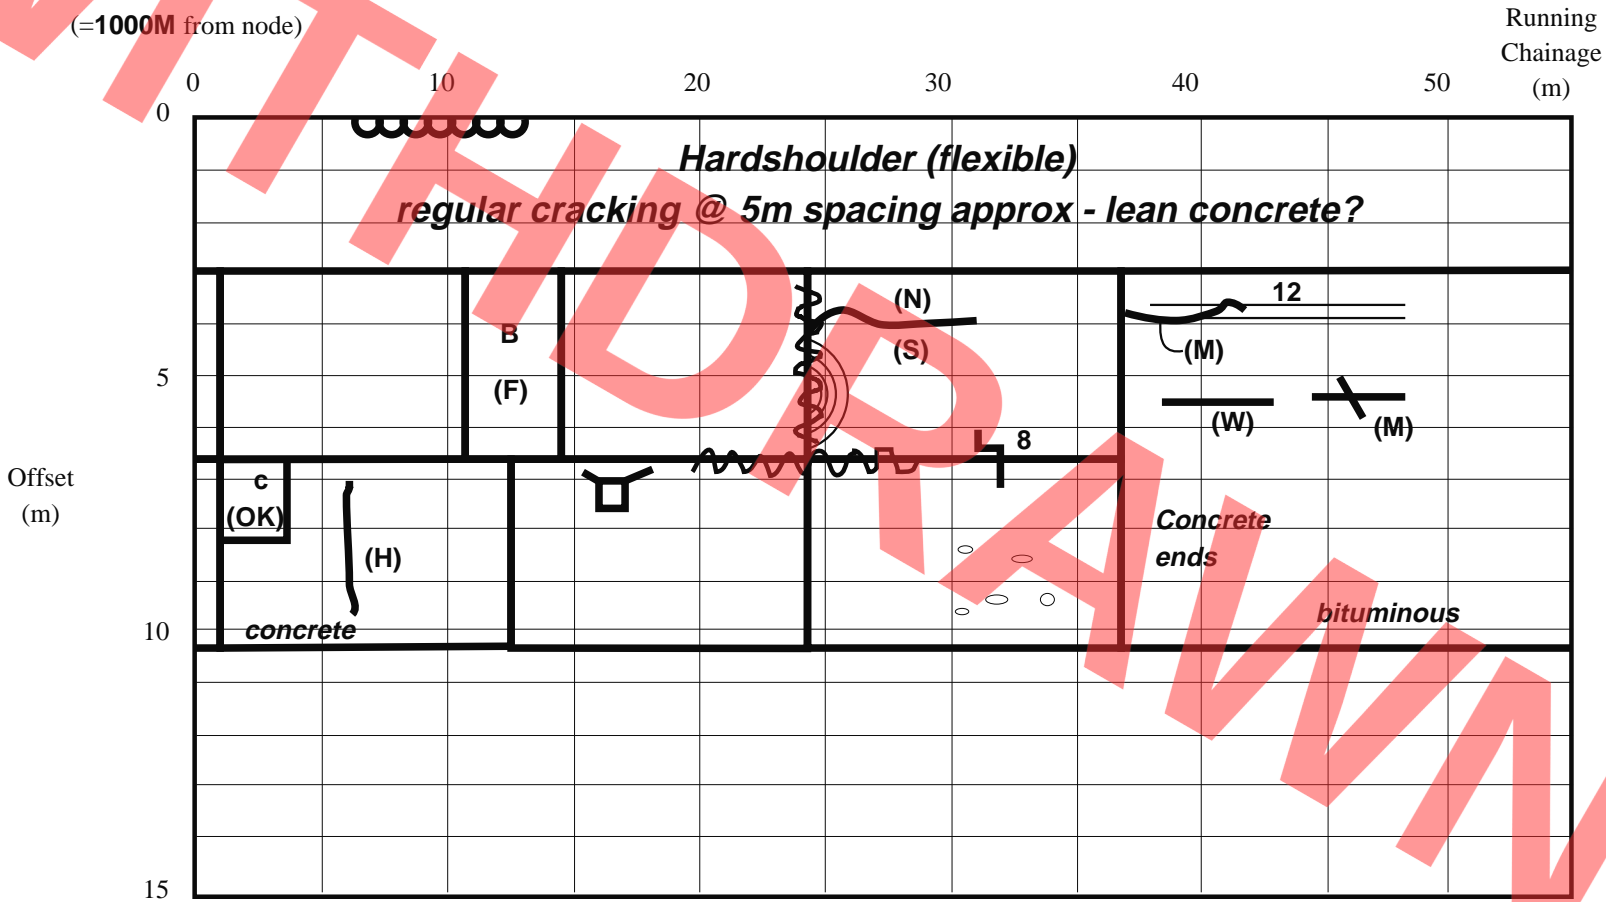 (=1000M from node)
Running
Chainage
(m)
0 10 20 30 40 50
0
Hardshoulder (flexible)
regular cracking @ 5m spacing approx - lean concrete?
(N)
12
B
(S)
(M)
5
(F)
(W)
(M)
8
Offset
(m)
c
(OK)
(H)
Concrete
ends
bituminous
10
concrete
15
WITHDRAWN